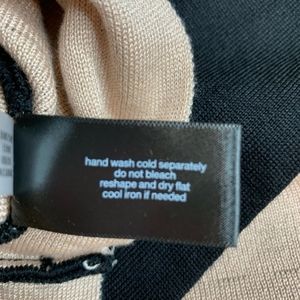 hand wash cold separately
do not bleach
reshape and dry flat
cool iron if needed